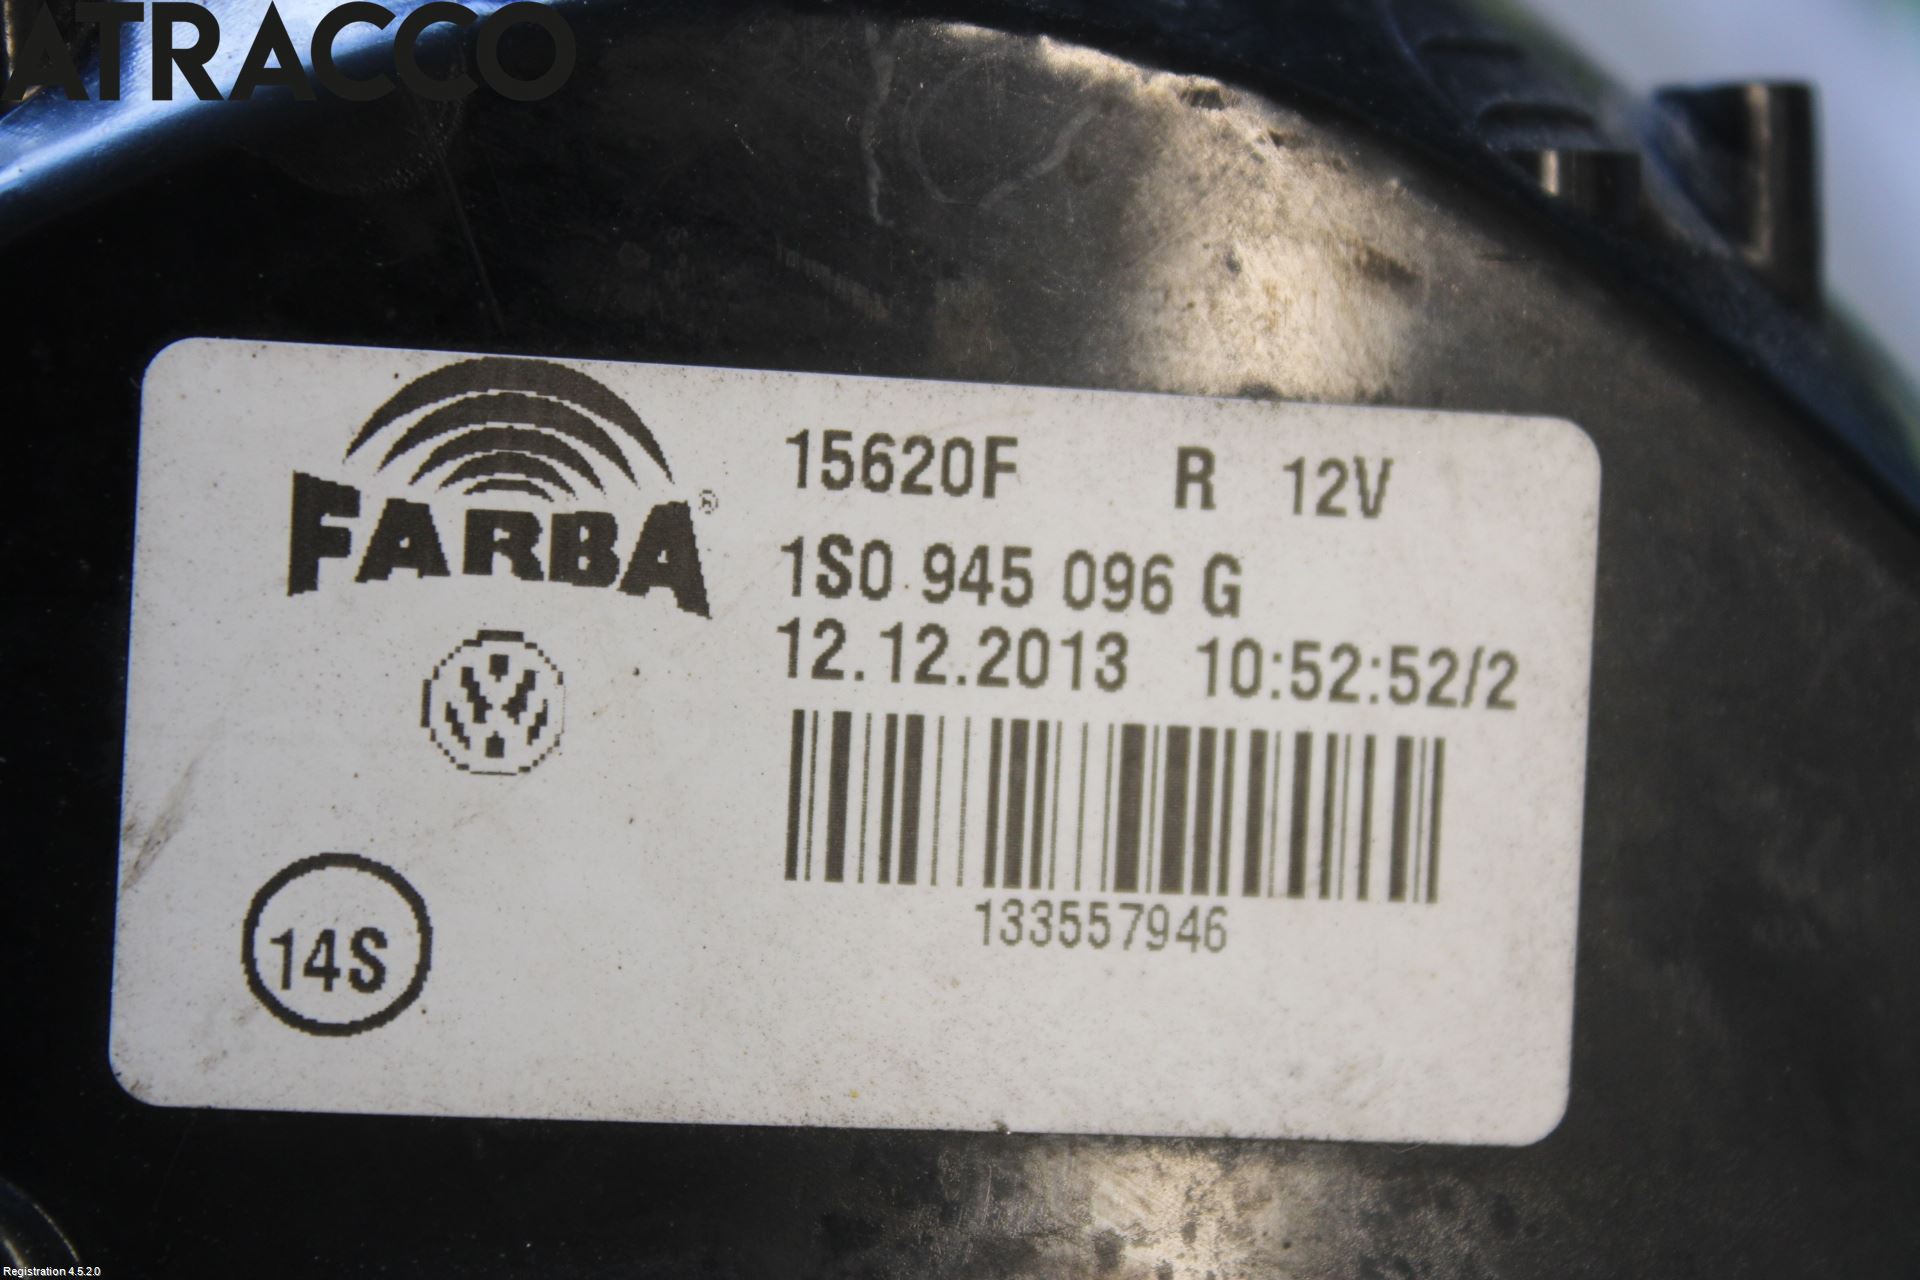 ATRACCO
FARBA®
15620F R 12V
1S0 945 096 G
12.12.2013 10:52:52/2
133557946
14S
Registration 4.5.2.0